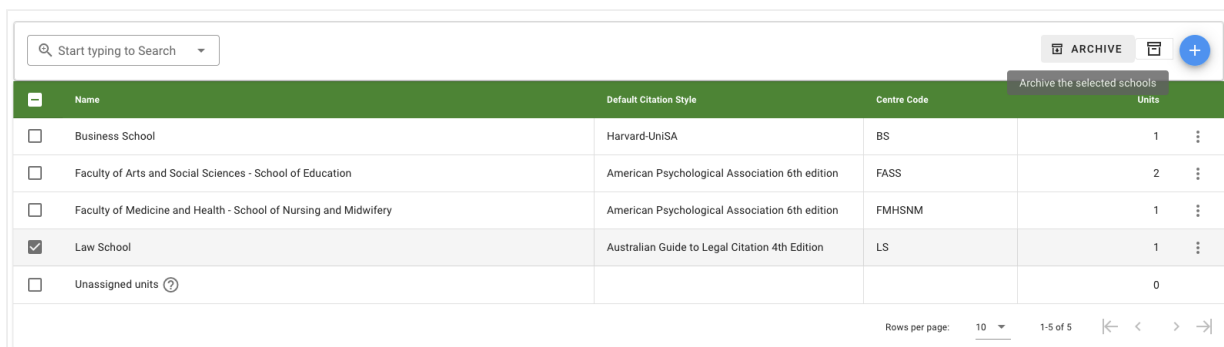 Start typing to Search
ARCHIVE
Archive the selected schools
Name Default Citation Style Centre Code Units
Business School Harvard-UniSA BS 1
Faculty of Arts and Social Sciences - School of Education American Psychological Association 6th edition FASS 2
Faculty of Medicine and Health - School of Nursing and Midwifery American Psychological Association 6th edition FMHSNM 1
Law School Australian Guide to Legal Citation 4th Edition LS 1
Unassigned units ? 0
Rows per page: 10 1-5 of 5